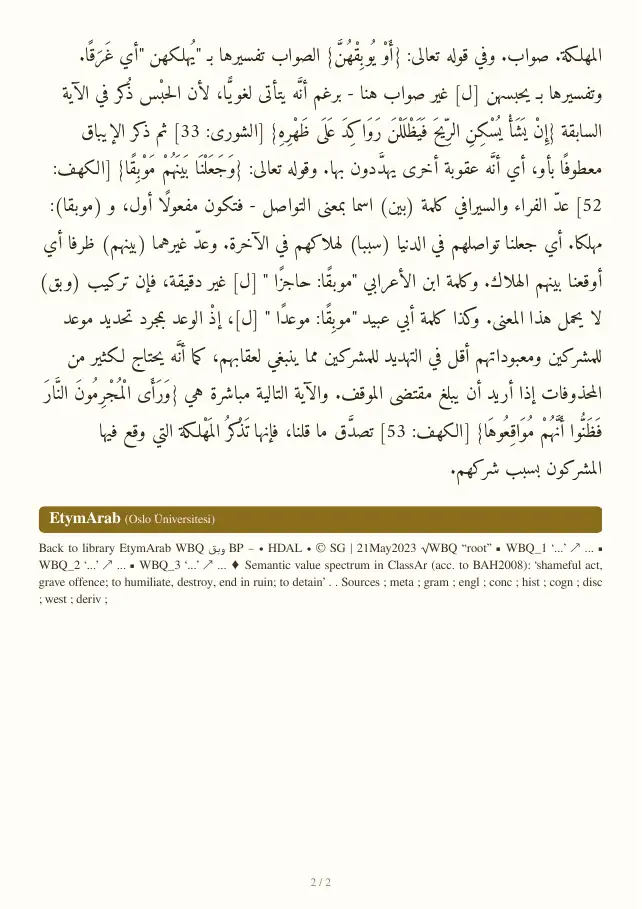 المهلكة. صواب. وفي قوله تعالى: {أَوْ يُوبِقْهُنَّ} الصواب تفسيرها بـ "يُهلكهن "أي غَرَقًا.
وتفسيرها بـ يحبسهن [ل] غير صواب هنا - برغم أنَّه يتأتى لغويًّا، لأن الحبْس ذُكر في الآية
السابقة {إِنْ يَشَأْ يُسْكِنِ الرِّيحَ فَيَظْلَلْنَ رَوَاكِدَ عَلَى ظَهْرِهِ} [الشورى: 33] ثم ذكر الإيباق
معطوفًا بأو، أي أنَّه عقوبة أخرى يهدَّدون بها. وقوله تعالى: {وَجَعَلْنَا بَيْنَهُمْ مَوْبِقًا} [الكهف:
52] عدّ الفراء والسيرافي كلمة (بين) اسما بمعنى التواصل - فتكون مفعولًا أول، و (موبقا):
مهلكا. أي جعلنا تواصلهم في الدنيا (سببا) لهلاكهم في الآخرة. وعدّ غيرهما (بينهم) ظرفا أي
أوقعنا بينهم الهلاك. وكلمة ابن الأعرابي "موبقًا: حاجزًا " [ل] غير دقيقة، فإن تركيب (وبق)
لا يحمل هذا المعنى. وكذا كلمة أبي عبيد "موبقًا: موعدًا " [ل]، إذْ الوعد بمجرد تحديد موعد
للمشركين ومعبوداتهم أقل في التهديد للمشركين مما ينبغي لعقابهم، كما أنَّه يحتاج لكثير من
المحذوفات إذا أريد أن يبلغ مقتضى الموقف. والآية التالية مباشرة هي {وَرَأَى الْمُجْرِمُونَ النَّارَ
فَظَنُّوا أَنَّهُمْ مُوَاقِعُوهَا} [الكهف: 53] تصدَّق ما قلنا، فإنها تَذْكرُ المَهْلكة التي وقع فيها
المشركون بسبب شركهم.
EtymArab (Oslo Üniversitesi)
Back to library EtymArab WBQ وبق BP – • HDAL • © SG | 21May2023 √WBQ “root” ▪ WBQ_1 ‘...’ ↗ ... ▪
WBQ_2 ‘...’ ↗ ... ▪ WBQ_3 ‘...’ ↗ ... ♦ Semantic value spectrum in ClassAr (acc. to BAH2008): ‘shameful act,
grave offence; to humiliate, destroy, end in ruin; to detain’ . . Sources ; meta ; gram ; engl ; conc ; hist ; cogn ; disc
; west ; deriv ;
2 / 2